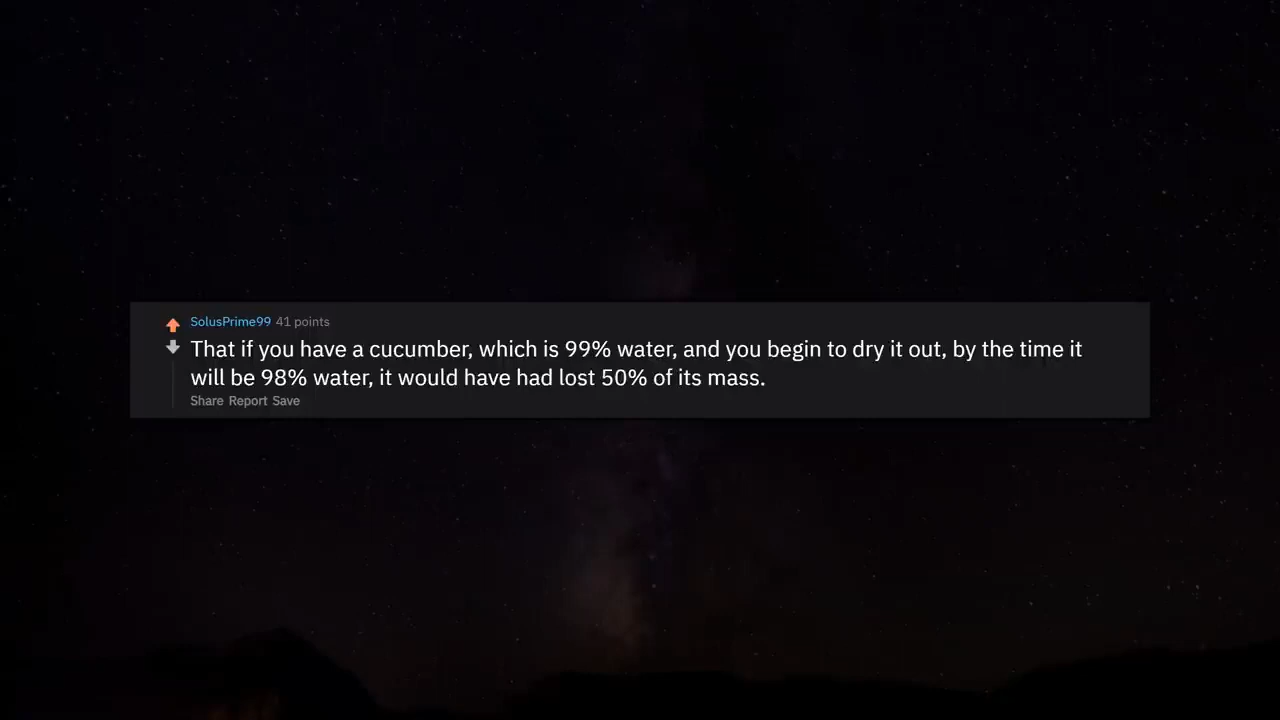 SolusPrime99 41 points
That if you have a cucumber, which is 99% water, and you begin to dry it out, by the time it
will be 98% water, it would have had lost 50% of its mass.
Share Report Save